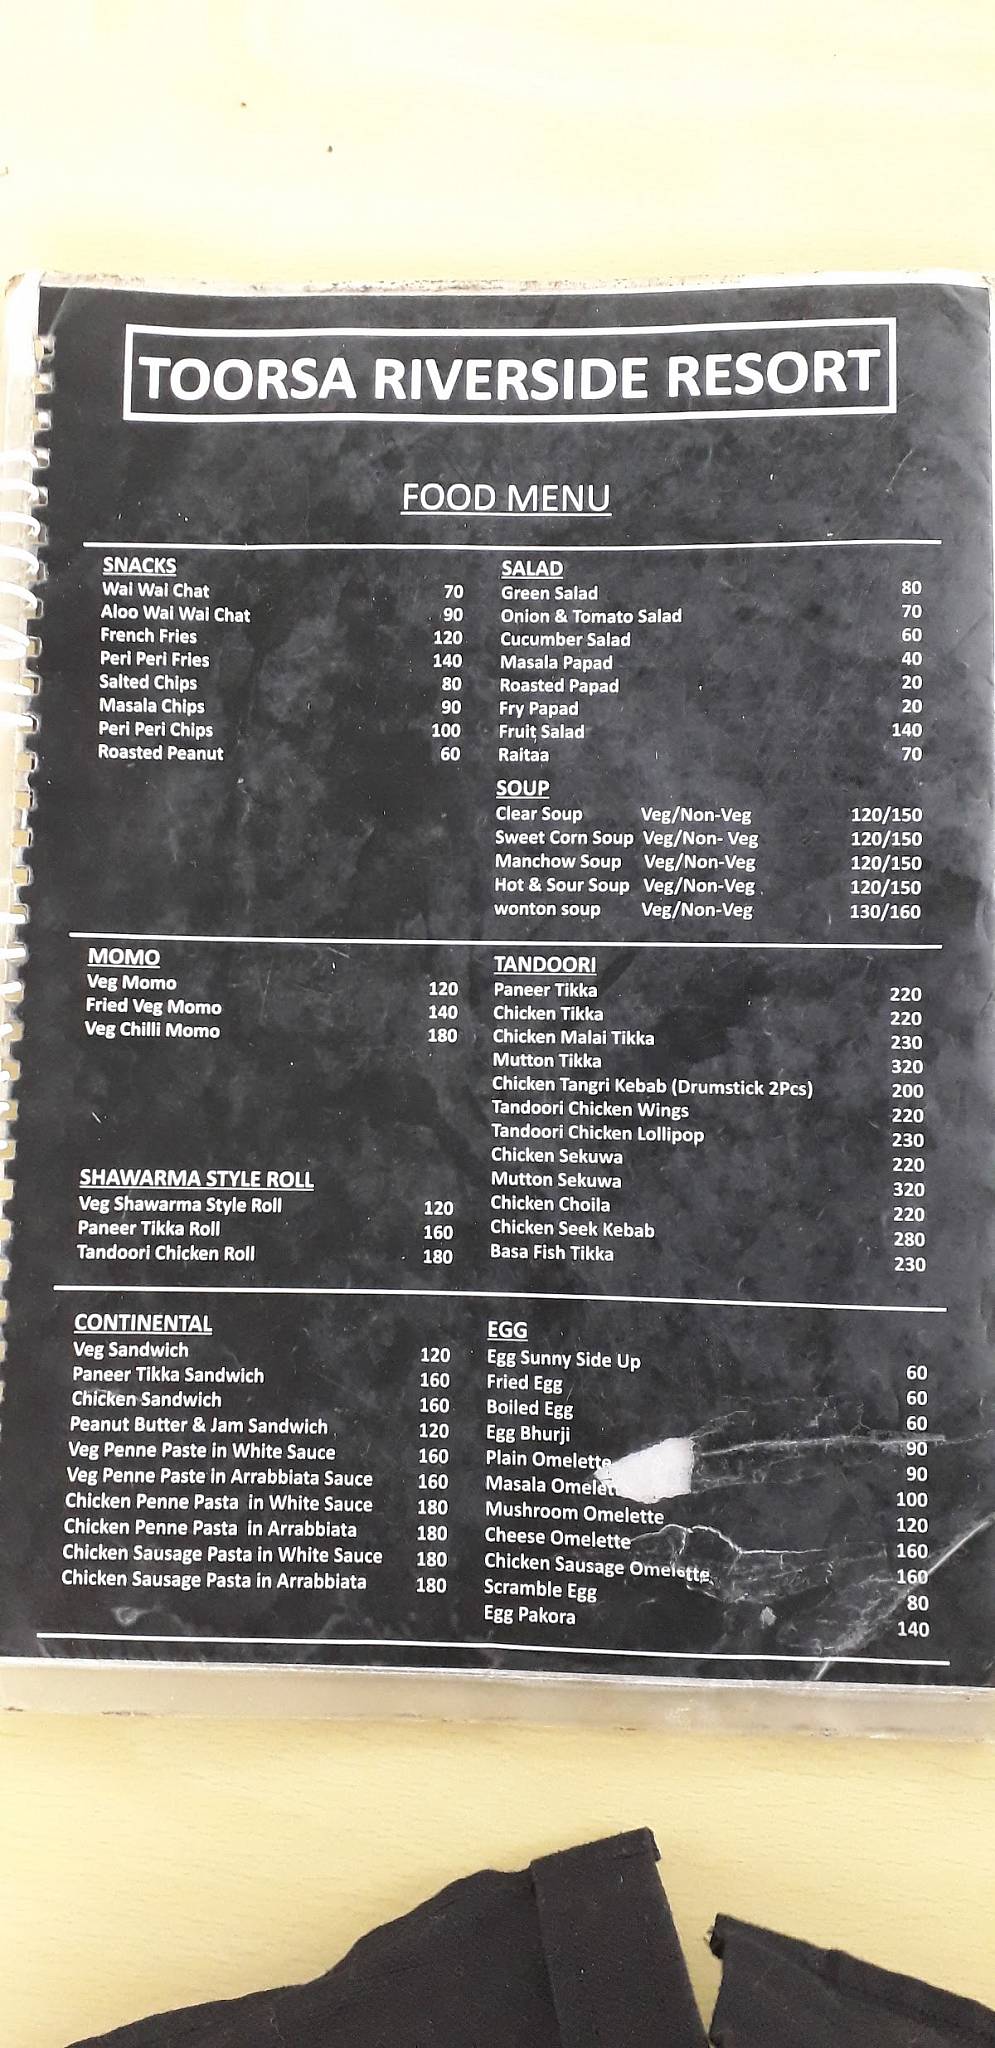 TOORSA RIVERSIDE RESORT
FOOD MENU
SNACKS
Wai Wai Chat 70
Aloo Wai Wai Chat 90
French Fries 120
Peri Peri Fries 140
Salted Chips 80
Masala Chips 90
Peri Peri Chips 100
Roasted Peanut 60
SALAD
Green Salad 80
Onion & Tomato Salad 70
Cucumber Salad 60
Masala Papad 40
Roasted Papad 20
Fry Papad 20
Fruit Salad 140
Raitaa 70
SOUP
Clear Soup Veg/Non-Veg 120/150
Sweet Corn Soup Veg/Non- Veg 120/150
Manchow Soup Veg/Non-Veg 120/150
Hot & Sour Soup Veg/Non-Veg 120/150
wonton soup Veg/Non-Veg 130/160
MOMO
Veg Momo 120
Fried Veg Momo 140
Veg Chilli Momo 180
SHAWARMA STYLE ROLL
Veg Shawarma Style Roll 120
Paneer Tikka Roll 160
Tandoori Chicken Roll 180
TANDOORI
Paneer Tikka 220
Chicken Tikka 220
Chicken Malai Tikka 230
Mutton Tikka 320
Chicken Tangri Kebab (Drumstick 2Pcs) 200
Tandoori Chicken Wings 220
Tandoori Chicken Lollipop 230
Chicken Sekuwa 220
Mutton Sekuwa 320
Chicken Choila 220
Chicken Seek Kebab 280
Basa Fish Tikka 230
CONTINENTAL
Veg Sandwich 120
Paneer Tikka Sandwich 160
Chicken Sandwich 160
Peanut Butter & Jam Sandwich 120
Veg Penne Paste in White Sauce 160
Veg Penne Paste in Arrabbiata Sauce 160
Chicken Penne Pasta in White Sauce 180
Chicken Penne Pasta in Arrabbiata 180
Chicken Sausage Pasta in White Sauce 180
Chicken Sausage Pasta in Arrabbiata 180
EGG
Egg Sunny Side Up 60
Fried Egg 60
Boiled Egg 60
Egg Bhurji 90
Plain Omelette 90
Masala Omelet 100
Mushroom Omelette 120
Cheese Omelette 160
Chicken Sausage Omelette 160
Scramble Egg 80
Egg Pakora 140